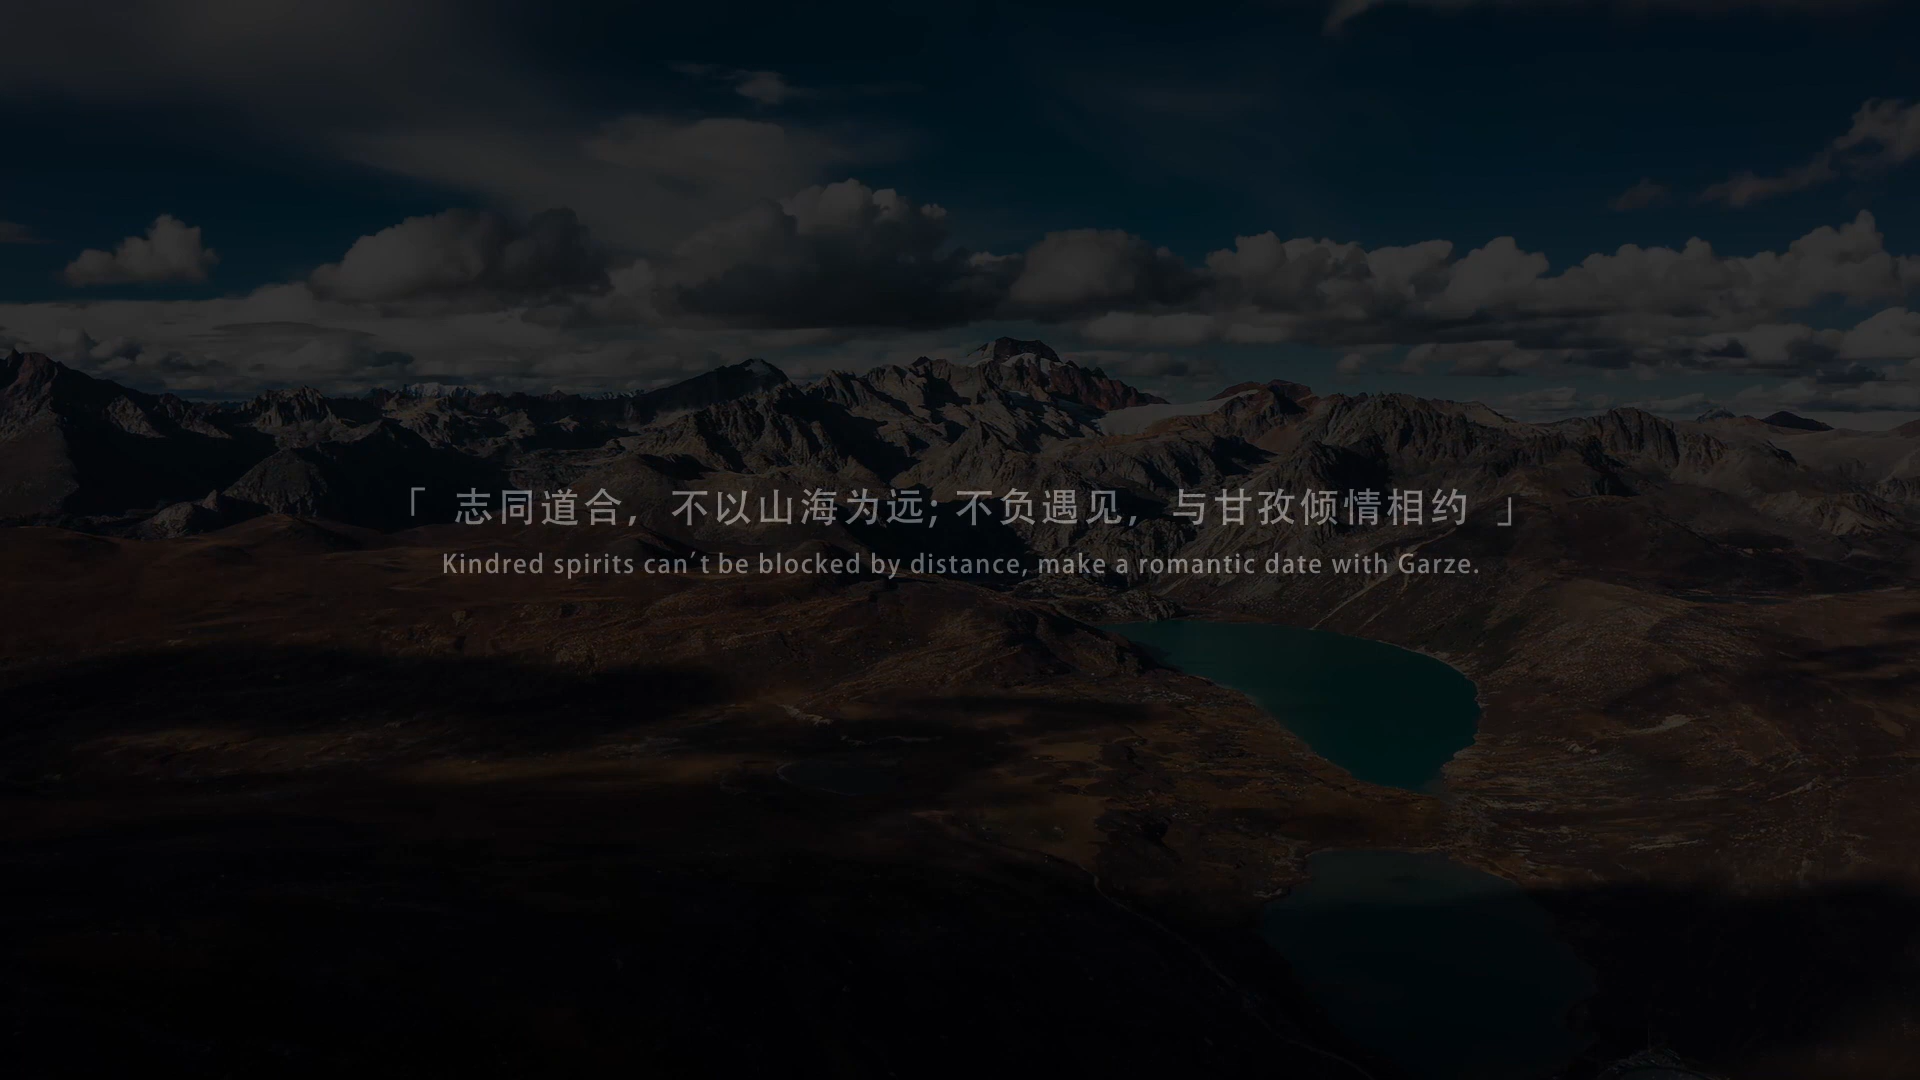 「 志同道合，不以山海为远; 不负遇见，与甘孜倾情相约 」
Kindred spirits can't be blocked by distance, make a romantic date with Garze.